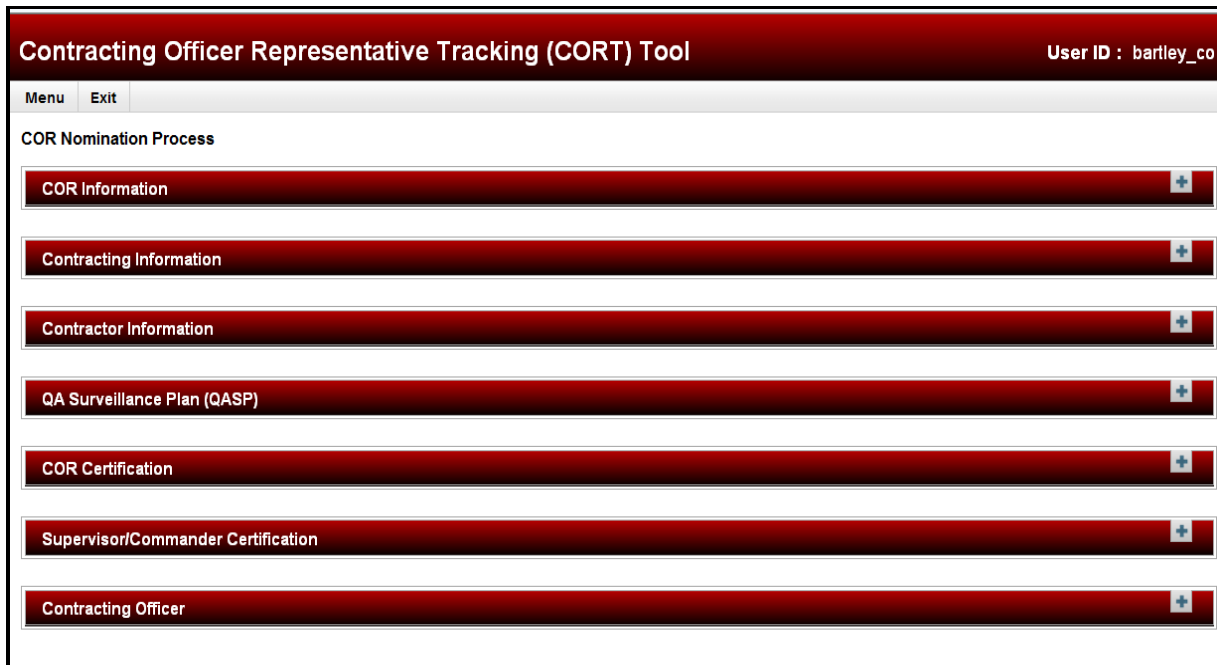 Contracting Officer Representative Tracking (CORT) Tool
User ID : bartley_co
Menu Exit
COR Nomination Process
COR Information
Contracting Information
Contractor Information
QA Surveillance Plan (QASP)
COR Certification
Supervisor/Commander Certification
Contracting Officer